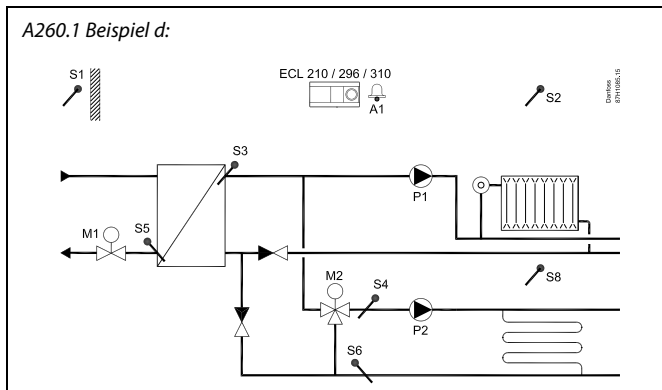 A260.1 Beispiel d:
S1
ECL 210 / 296 / 310
A1
S2
Danfoss
87H1085.15
S3
P1
M1
S5
M2
S4
S8
P2
S6